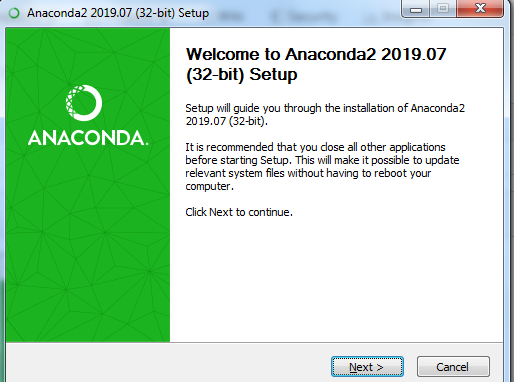 Anaconda2 2019.07 (32-bit) Setup
Welcome to Anaconda2 2019.07
(32-bit) Setup
ANACONDA.
Setup will guide you through the installation of Anaconda2
2019.07 (32-bit).
It is recommended that you close all other applications
before starting Setup. This will make it possible to update
relevant system files without having to reboot your
computer.
Click Next to continue.
Next >
Cancel